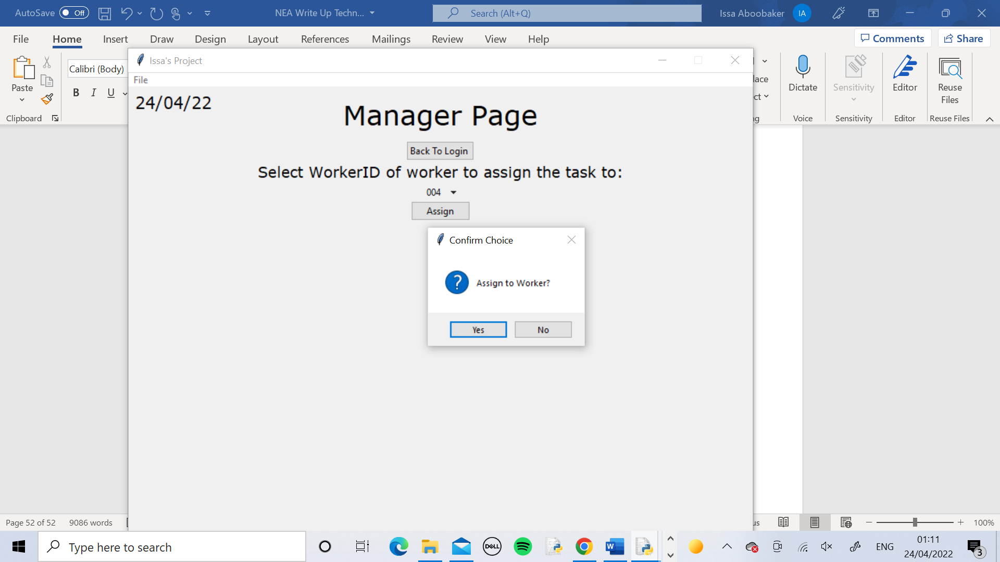 AutoSave Off
NEA Write Up Techn...
Search (Alt+Q)
Issa Aboobaker IA
File Home Insert Draw Design Layout References Mailings Review View Help
Comments Share
Paste
Calibri (Body)
B I U
Clipboard
lace
ct
ng
Dictate
Voice
Sensitivity
Sensitivity
Editor
Editor
Reuse
Files
Reuse Files
Issa's Project
File
24/04/22
Manager Page
Back To Login
Select WorkerID of worker to assign the task to:
004
Assign
Confirm Choice
?
Assign to Worker?
Yes No
Page 52 of 52 9086 words
us
100%
Type here to search
DELL
W
ENG
01:11
24/04/2022
3